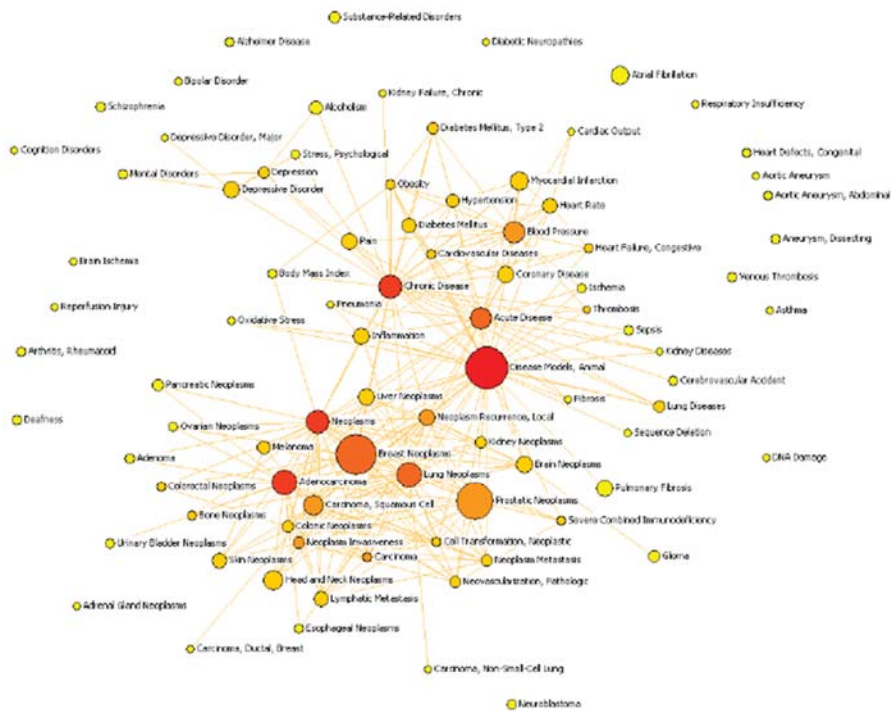 Substance-Related Disorders
Alzheimer Disease
Diabetic Neuropathies
Bipolar Disorder
Atrial Fibrillation
Kidney Failure, Chronic
Schizophrenia
Alcoholism
Respiratory Insufficiency
Diabetes Mellitus, Type 2
Cardiac Output
Depressive Disorder, Major
Cognition Disorders
Stress, Psychological
Heart Defects, Congenital
Mental Disorders
Depression
Aortic Aneurysm
Obesity
Myocardial Infarction
Depressive Disorder
Aortic Aneurysm, Abdominal
Hypertension
Heart Rate
Diabetes Mellitus
Blood Pressure
Pain
Aneurysm, Dissecting
Heart Failure, Congestive
Cardiovascular Diseases
Brain Ischemia
Body Mass Index
Coronary Disease
Venous Thrombosis
Chronic Disease
Ischemia
Pneumonia
Reperfusion Injury
Thrombosis
Asthma
Oxidative Stress
Acute Disease
Sepsis
Inflammation
Arthritis, Rheumatoid
Kidney Diseases
Disease Models, Animal
Pancreatic Neoplasms
Cerebrovascular Accident
Liver Neoplasms
Fibrosis
Lung Diseases
Deafness
Neoplasms
Neoplasm Recurrence, Local
Ovarian Neoplasms
Sequence Deletion
Melanoma
Kidney Neoplasms
Breast Neoplasms
Adenoma
DNA Damage
Brain Neoplasms
Lung Neoplasms
Adenocarcinoma
Colorectal Neoplasms
Pulmonary Fibrosis
Prostatic Neoplasms
Carcinoma, Squamous Cell
Bone Neoplasms
Severe Combined Immunodeficiency
Colonic Neoplasms
Urinary Bladder Neoplasms
Neoplasm Invasiveness
Cell Transformation, Neoplastic
Carcinoma
Glioma
Skin Neoplasms
Neoplasm Metastasis
Head and Neck Neoplasms
Neovascularization, Pathologic
Lymphatic Metastasis
Adrenal Gland Neoplasms
Esophageal Neoplasms
Carcinoma, Ductal, Breast
Carcinoma, Non-Small-Cell Lung
Neuroblastoma